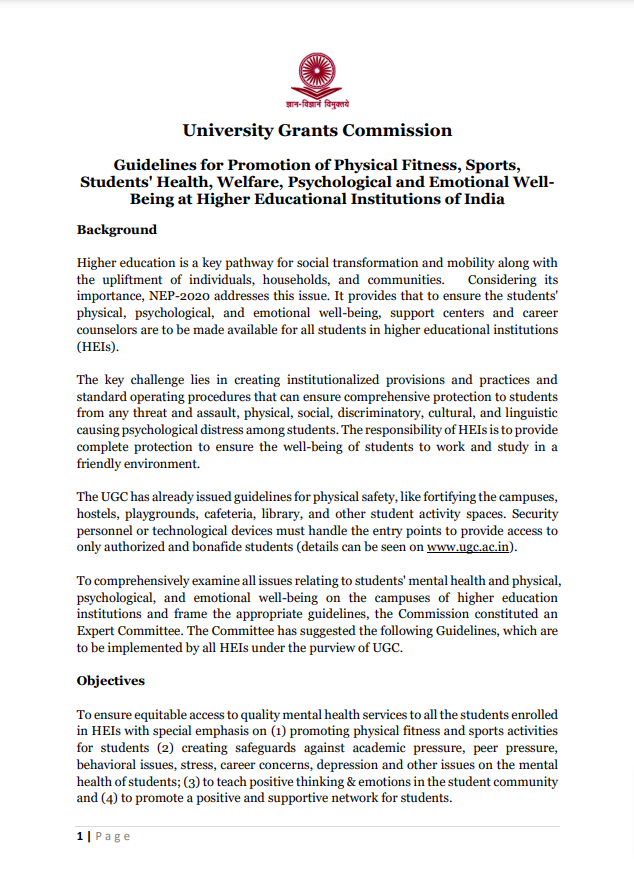 ज्ञान-विज्ञानं विमुक्तये
University Grants Commission
Guidelines for Promotion of Physical Fitness, Sports,
Students' Health, Welfare, Psychological and Emotional Well-
Being at Higher Educational Institutions of India
Background
Higher education is a key pathway for social transformation and mobility along with
the upliftment of individuals, households, and communities. Considering its
importance, NEP-2020 addresses this issue. It provides that to ensure the students'
physical, psychological, and emotional well-being, support centers and career
counselors are to be made available for all students in higher educational institutions
(HEIs).
The key challenge lies in creating institutionalized provisions and practices and
standard operating procedures that can ensure comprehensive protection to students
from any threat and assault, physical, social, discriminatory, cultural, and linguistic
causing psychological distress among students. The responsibility of HEIs is to provide
complete protection to ensure the well-being of students to work and study in a
friendly environment.
The UGC has already issued guidelines for physical safety, like fortifying the campuses,
hostels, playgrounds, cafeteria, library, and other student activity spaces. Security
personnel or technological devices must handle the entry points to provide access to
only authorized and bonafide students (details can be seen on www.ugc.ac.in).
To comprehensively examine all issues relating to students' mental health and physical,
psychological, and emotional well-being on the campuses of higher education
institutions and frame the appropriate guidelines, the Commission constituted an
Expert Committee. The Committee has suggested the following Guidelines, which are
to be implemented by all HEIs under the purview of UGC.
Objectives
To ensure equitable access to quality mental health services to all the students enrolled
in HEIs with special emphasis on (1) promoting physical fitness and sports activities
for students (2) creating safeguards against academic pressure, peer pressure,
behavioral issues, stress, career concerns, depression and other issues on the mental
health of students; (3) to teach positive thinking & emotions in the student community
and (4) to promote a positive and supportive network for students.
1 | Page